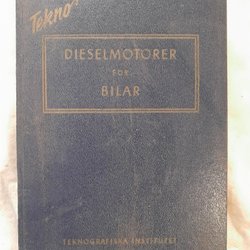 Tekno's
DIESELMOTORER
FÖR
BILAR
TEKNOGRAFISKA INSTITUTET